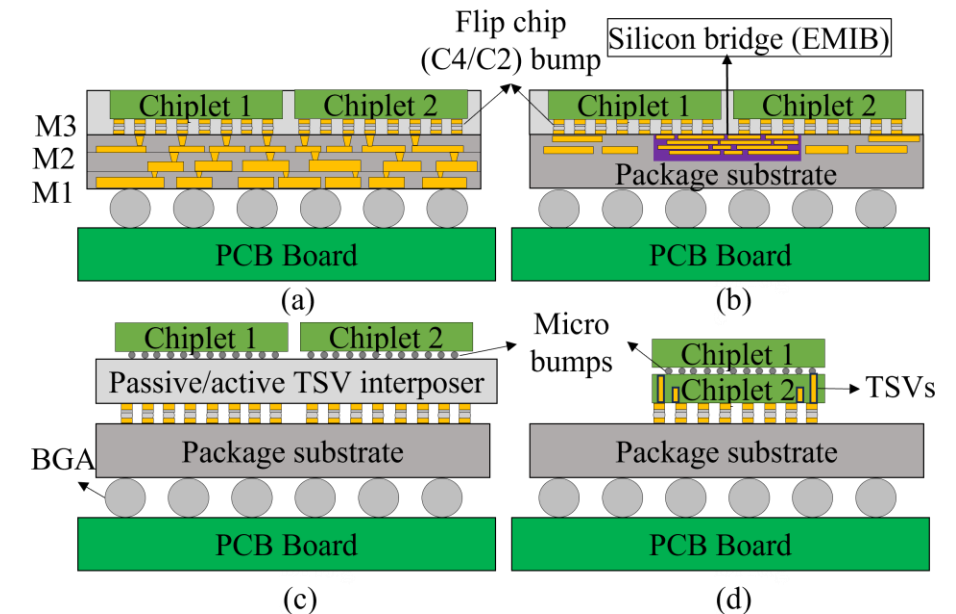 Flip chip
(C4/C2) bump
Silicon bridge (EMIB)
Chiplet 1
Chiplet 2
M3
M2
M1
PCB Board
(a)
Chiplet 1
Chiplet 2
Package substrate
PCB Board
(b)
Chiplet 1
Chiplet 2
Micro
bumps
Passive/active TSV interposer
Package substrate
BGA
PCB Board
(c)
Chiplet 1
Chiplet 2
TSVs
Package substrate
PCB Board
(d)